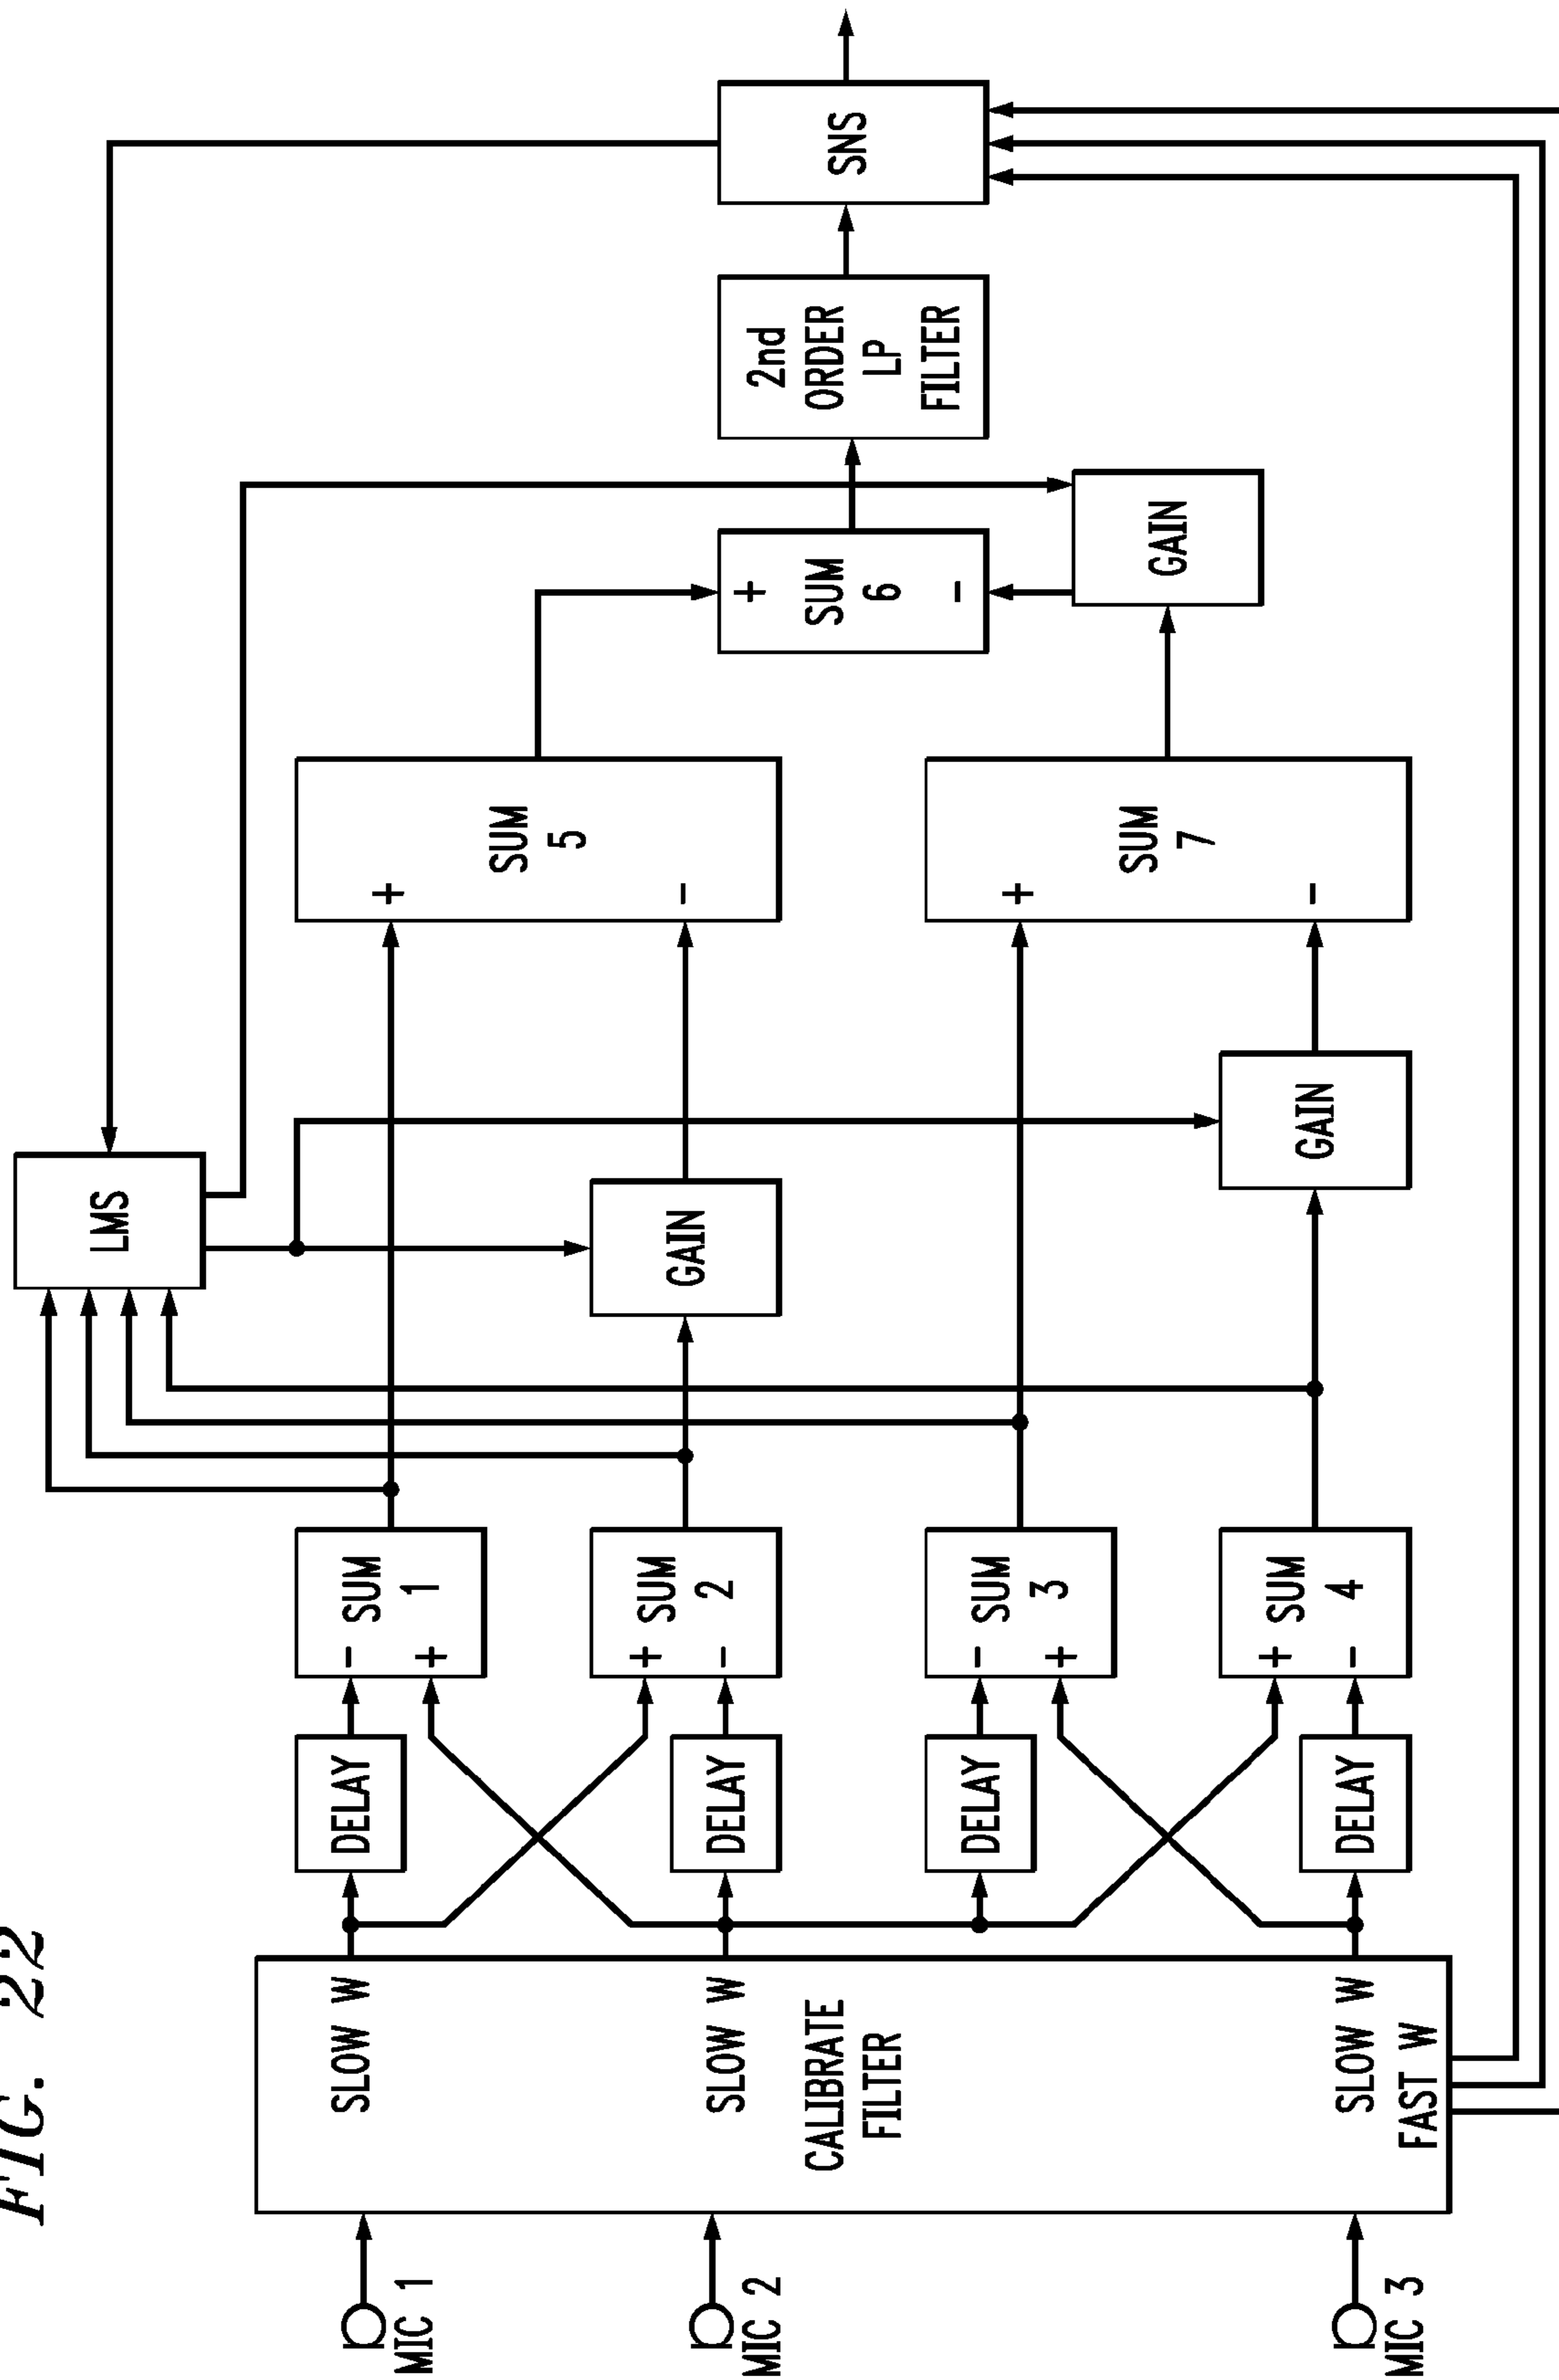 FIG. 22
MIC 1
MIC 2
MIC 3
SLOW W
SLOW W
CALIBRATE
FILTER
SLOW W
FAST W
DELAY
DELAY
DELAY
DELAY
- SUM
+ 1
+ SUM
- 2
- SUM
+ 3
+ SUM
- 4
LMS
GAIN
GAIN
+
SUM
5
-
+
SUM
7
-
+
SUM
6
-
GAIN
2nd
ORDER
LP
FILTER
SNS